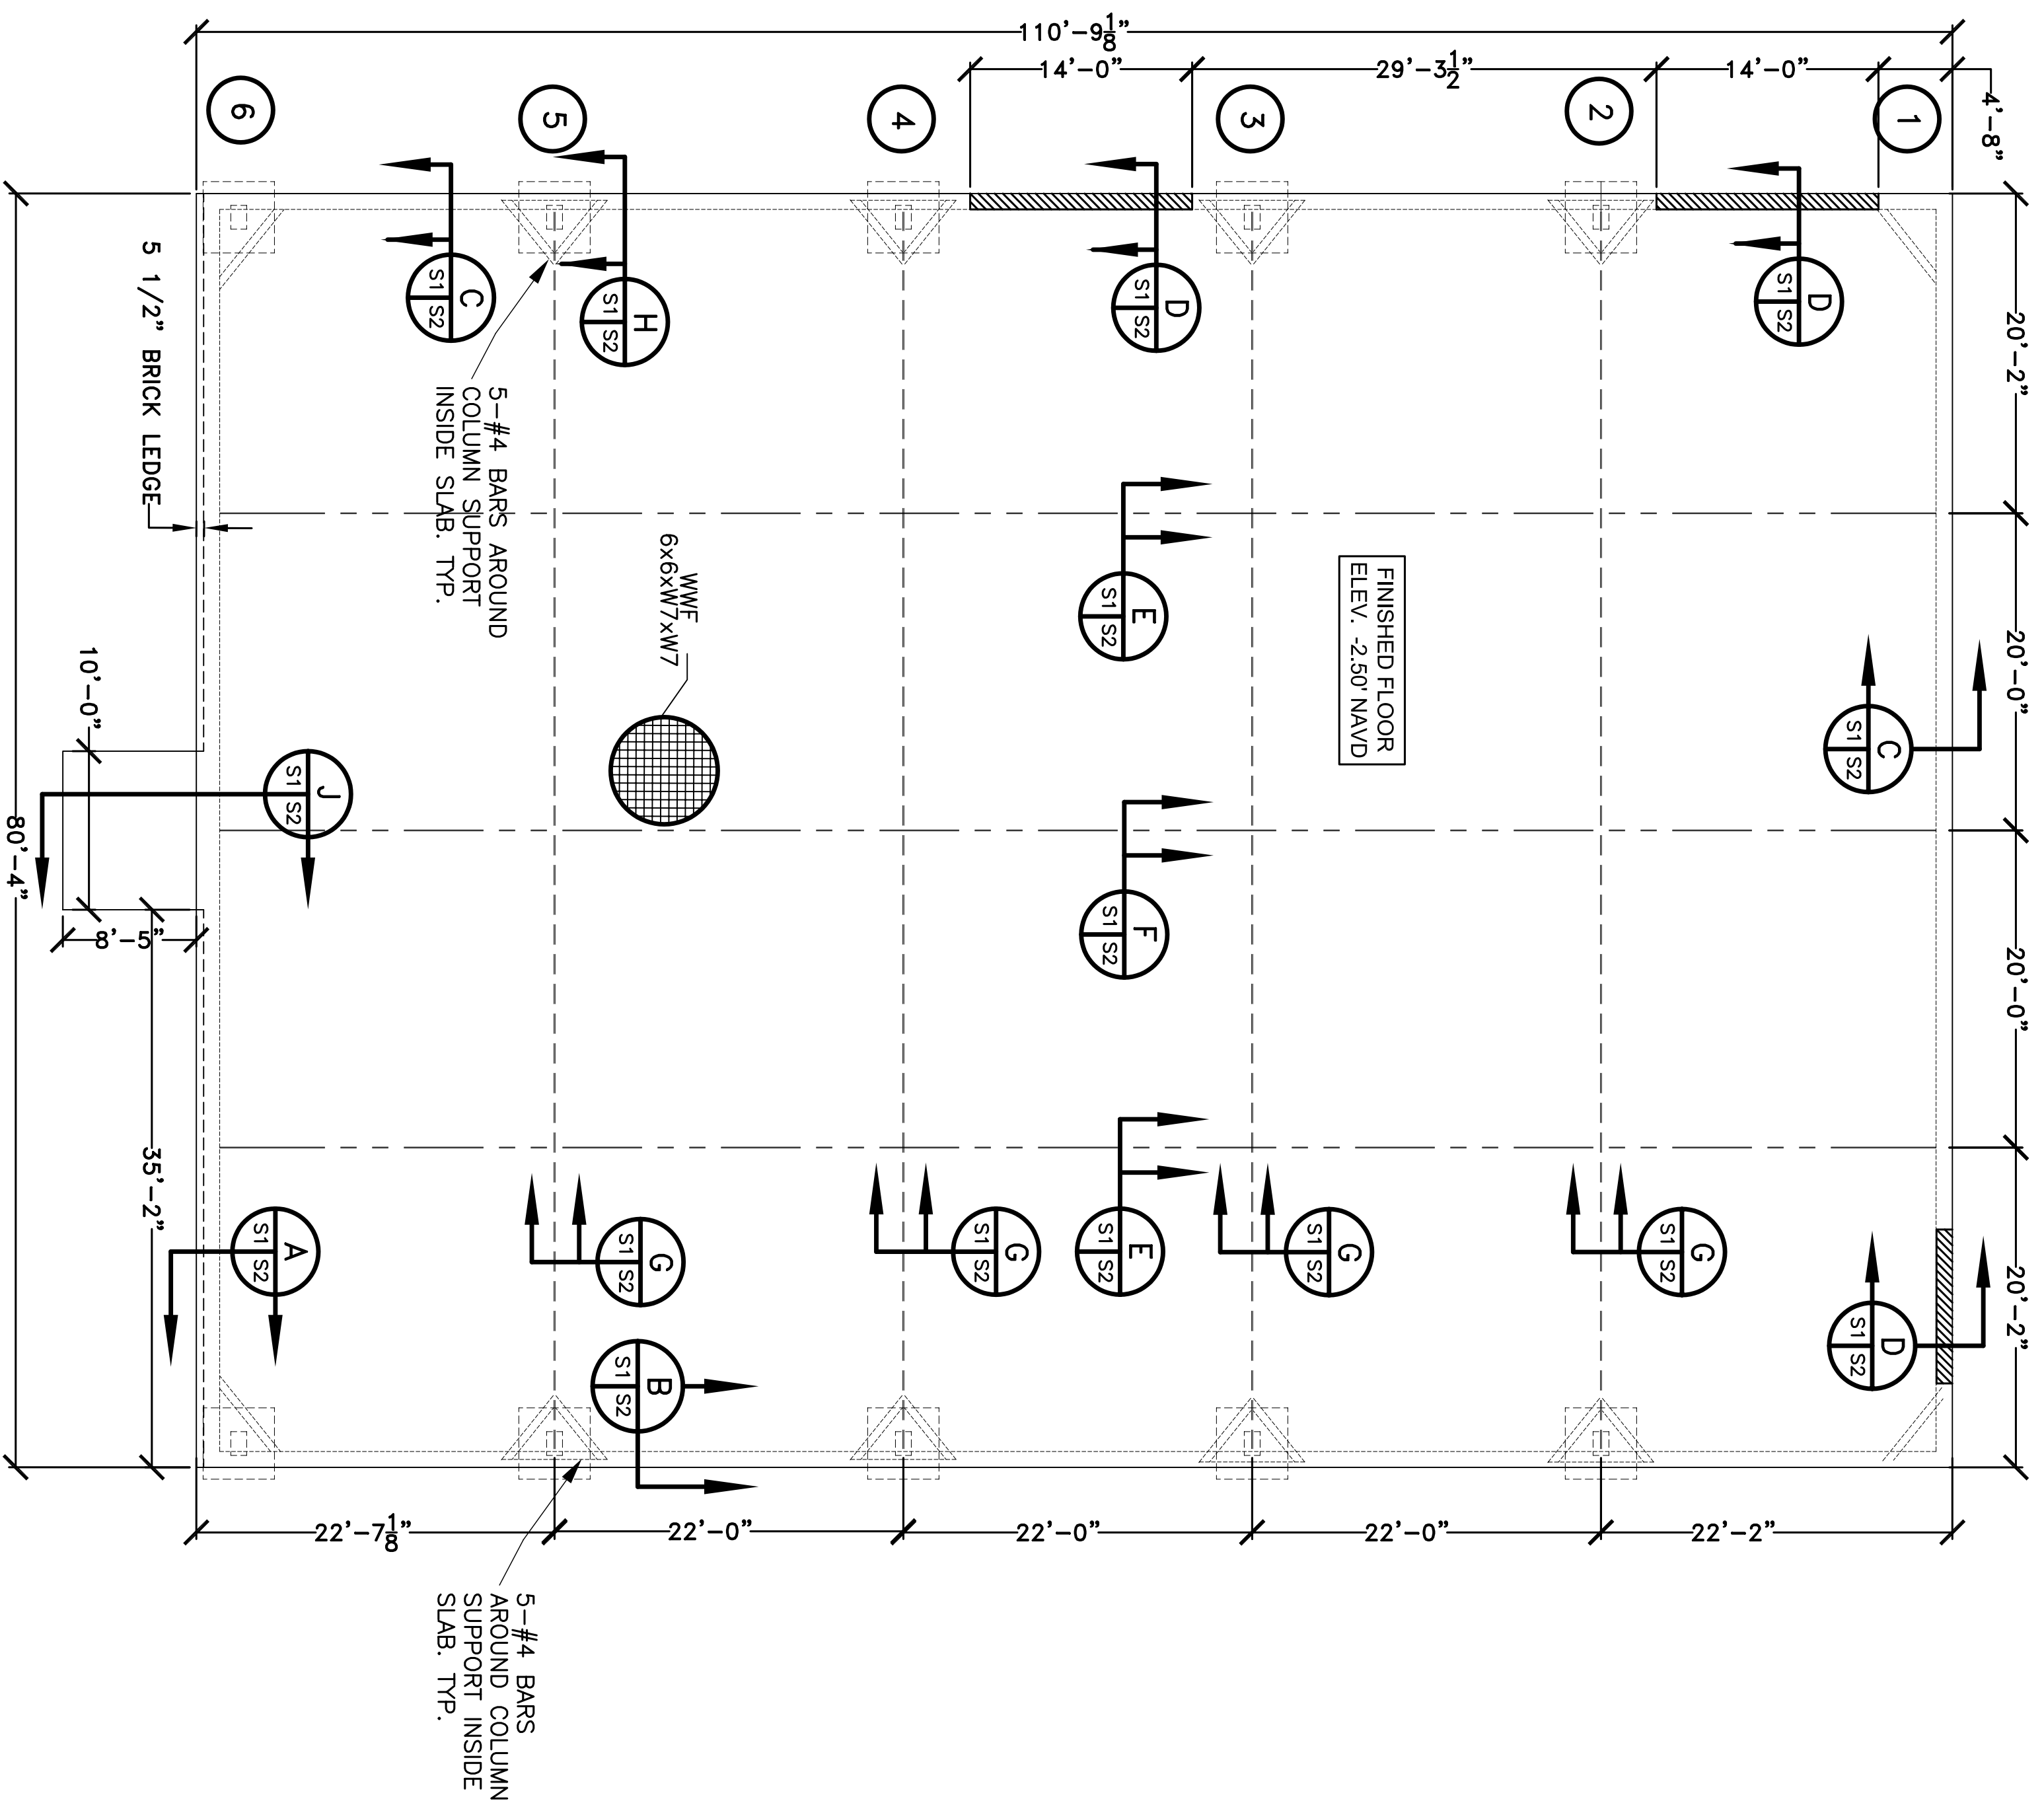 110'-9 1/8"
14'-0"
29'-3 1/2"
14'-0"
4'-8"
6
5
4
3
2
1
20'-2"
20'-0"
20'-0"
20'-2"
C
S1 S2
H
S1 S2
D
S1 S2
D
S1 S2
5 1/2" BRICK LEDGE
5-#4 BARS AROUND
COLUMN SUPPORT
INSIDE SLAB. TYP.
WWF
6x6xW7xW7
E
S1 S2
FINISHED FLOOR
ELEV. -2.50' NAVD
C
S1 S2
10'-0"
J
S1 S2
F
S1 S2
80'-4"
8'-5"
35'-2"
A
S1 S2
G
S1 S2
G
S1 S2
E
S1 S2
G
S1 S2
G
S1 S2
D
S1 S2
B
S1 S2
22'-7 1/8"
22'-0"
22'-0"
22'-0"
22'-2"
5-#4 BARS
AROUND COLUMN
SUPPORT INSIDE
SLAB. TYP.